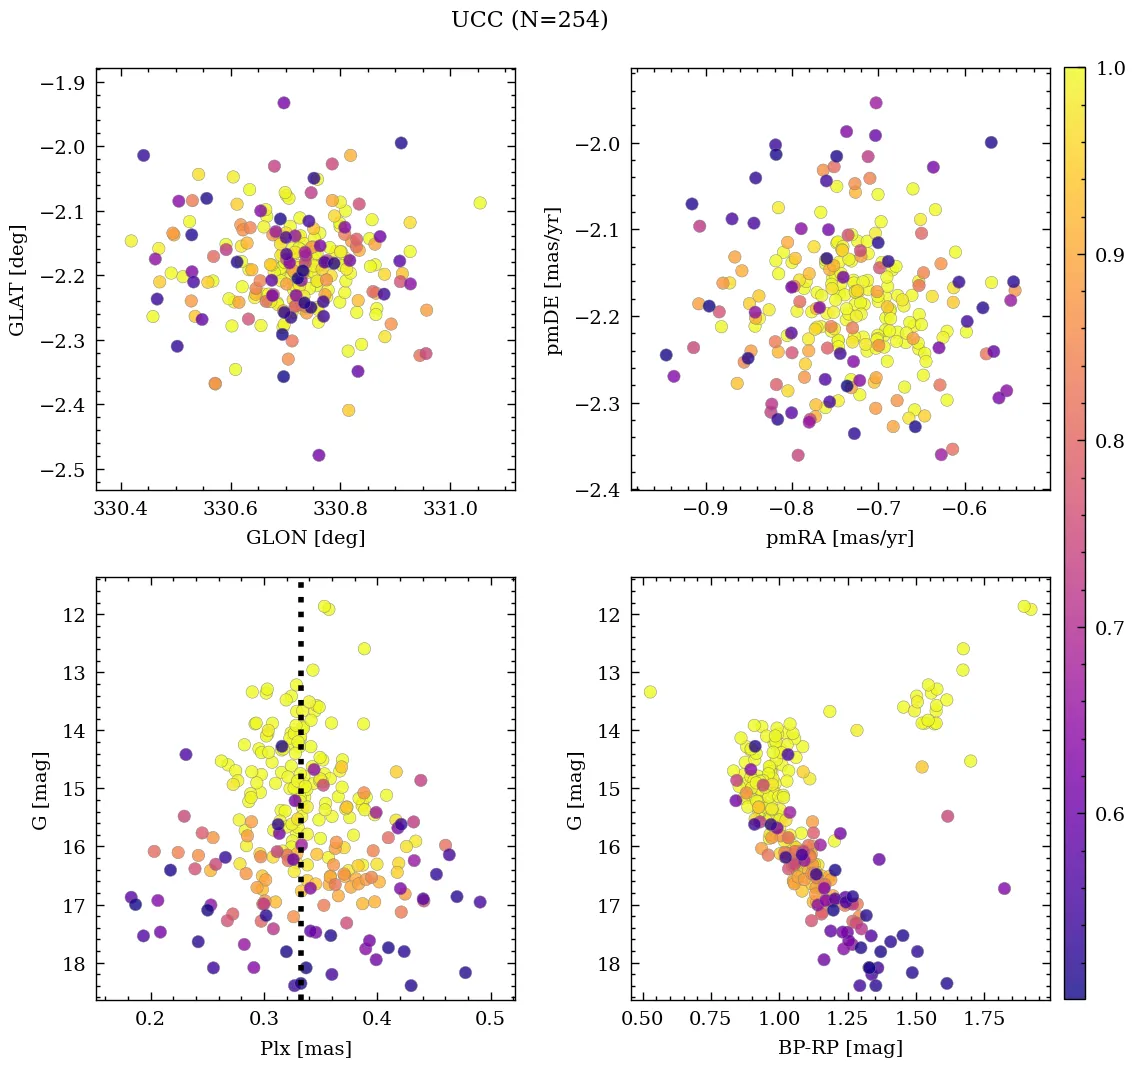 UCC (N=254)
−1.9
−2.0
−2.1
−2.2
−2.3
−2.4
−2.5
GLAT [deg]
330.4 330.6 330.8 331.0
GLON [deg]
−2.0
−2.1
−2.2
−2.3
−2.4
pmDE [mas/yr]
−0.9 −0.8 −0.7 −0.6
pmRA [mas/yr]
1.0
0.9
0.8
0.7
0.6
12
13
14
15
16
17
18
G [mag]
0.2 0.3 0.4 0.5
Plx [mas]
12
13
14
15
16
17
18
G [mag]
0.50 0.75 1.00 1.25 1.50 1.75
BP-RP [mag]